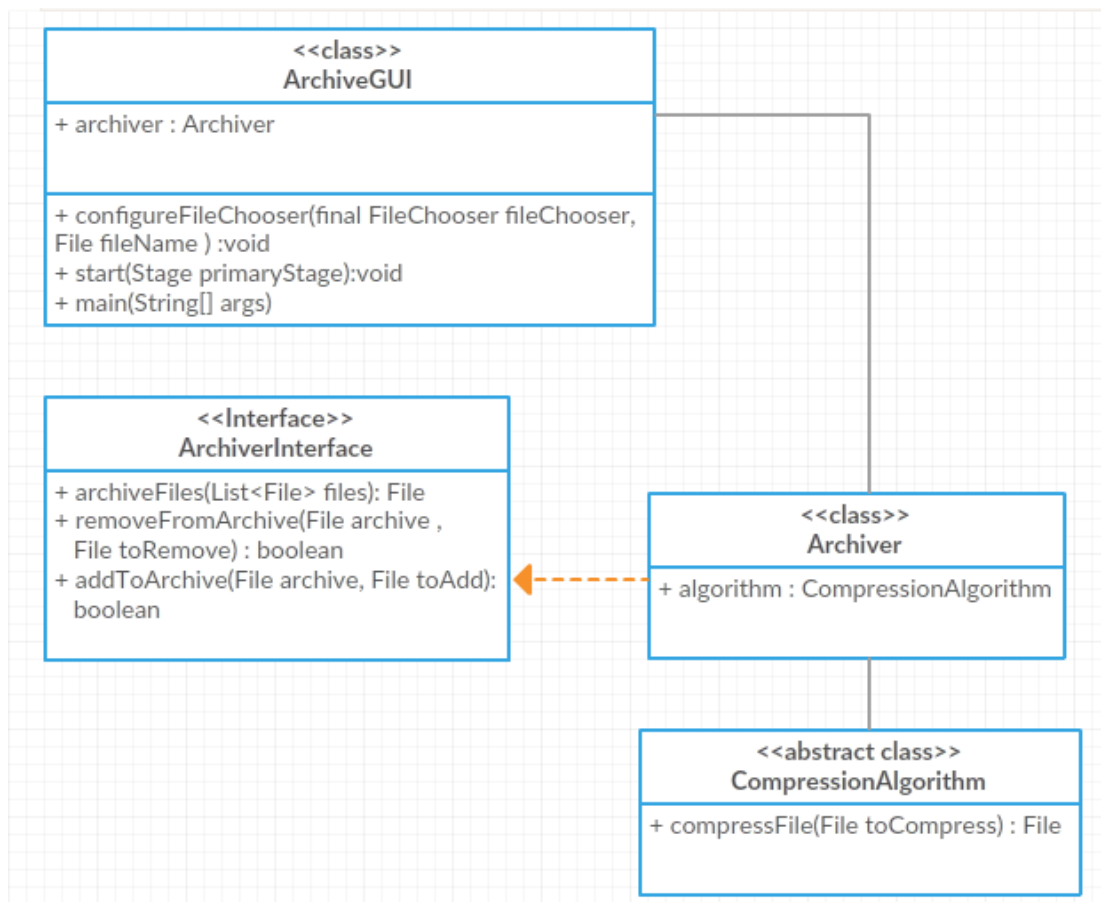 <<class>>
ArchiveGUI
+ archiver : Archiver
+ configureFileChooser(final FileChooser fileChooser,
File fileName ) :void
+ start(Stage primaryStage):void
+ main(String[] args)
<<Interface>>
ArchiverInterface
+ archiveFiles(List<File> files): File
+ removeFromArchive(File archive ,
File toRemove) : boolean
+ addToArchive(File archive, File toAdd):
boolean
<<class>>
Archiver
+ algorithm : CompressionAlgorithm
<<abstract class>>
CompressionAlgorithm
+ compressFile(File toCompress) : File